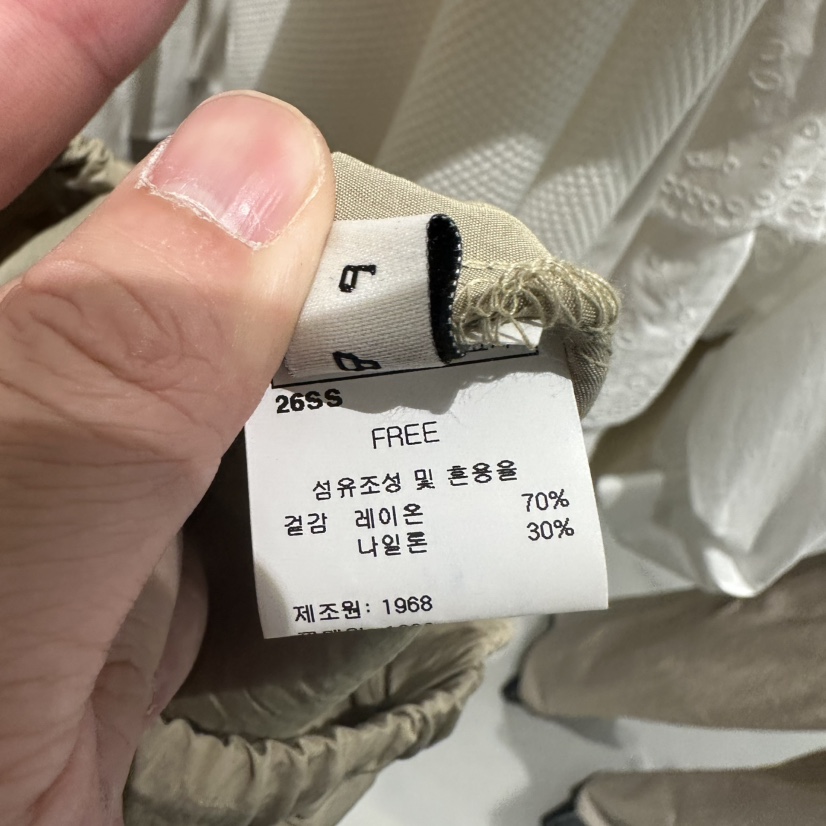 26SS
FREE
섬유조성 및 혼용율
겉감 레이온 70%
나일론 30%
제조원: 1968